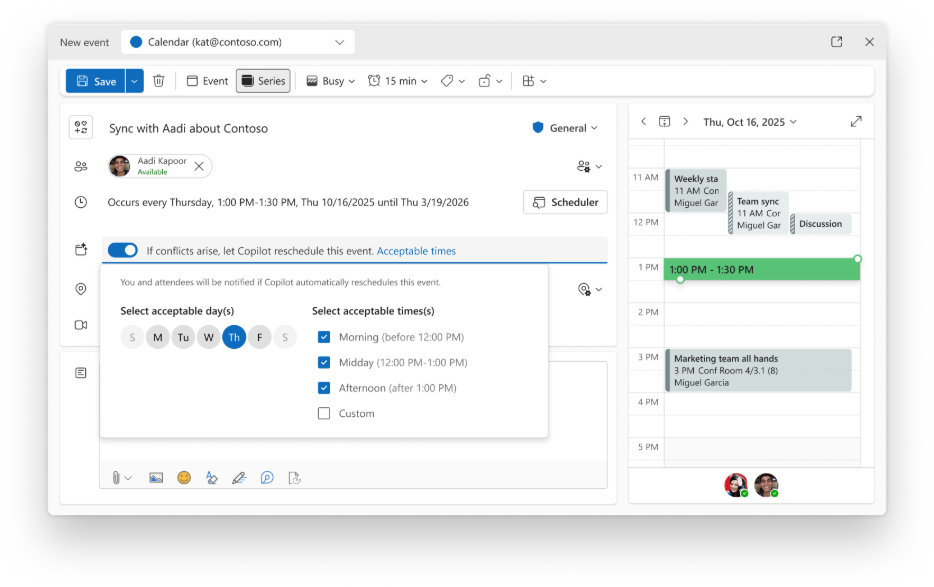 New event
Calendar (kat@contoso.com)
Save
Event
Series
Busy
15 min
Sync with Aadi about Contoso
General
Aadi Kapoor
Available
Occurs every Thursday, 1:00 PM-1:30 PM, Thu 10/16/2025 until Thu 3/19/2026
Scheduler
If conflicts arise, let Copilot reschedule this event. Acceptable times
You and attendees will be notified if Copilot automatically reschedules this event.
Select acceptable day(s)
S M Tu W Th F S
Select acceptable times(s)
Morning (before 12:00 PM)
Midday (12:00 PM-1:00 PM)
Afternoon (after 1:00 PM)
Custom
Thu, Oct 16, 2025
11 AM
Weekly sta
11 AM Con
Miguel Gar
Team sync
11 AM Cor
Miguel Gar
12 PM
Discussion
1 PM
1:00 PM - 1:30 PM
2 PM
3 PM
Marketing team all hands
3 PM Conf Room 4/3.1 (8)
Miguel Garcia
4 PM
5 PM